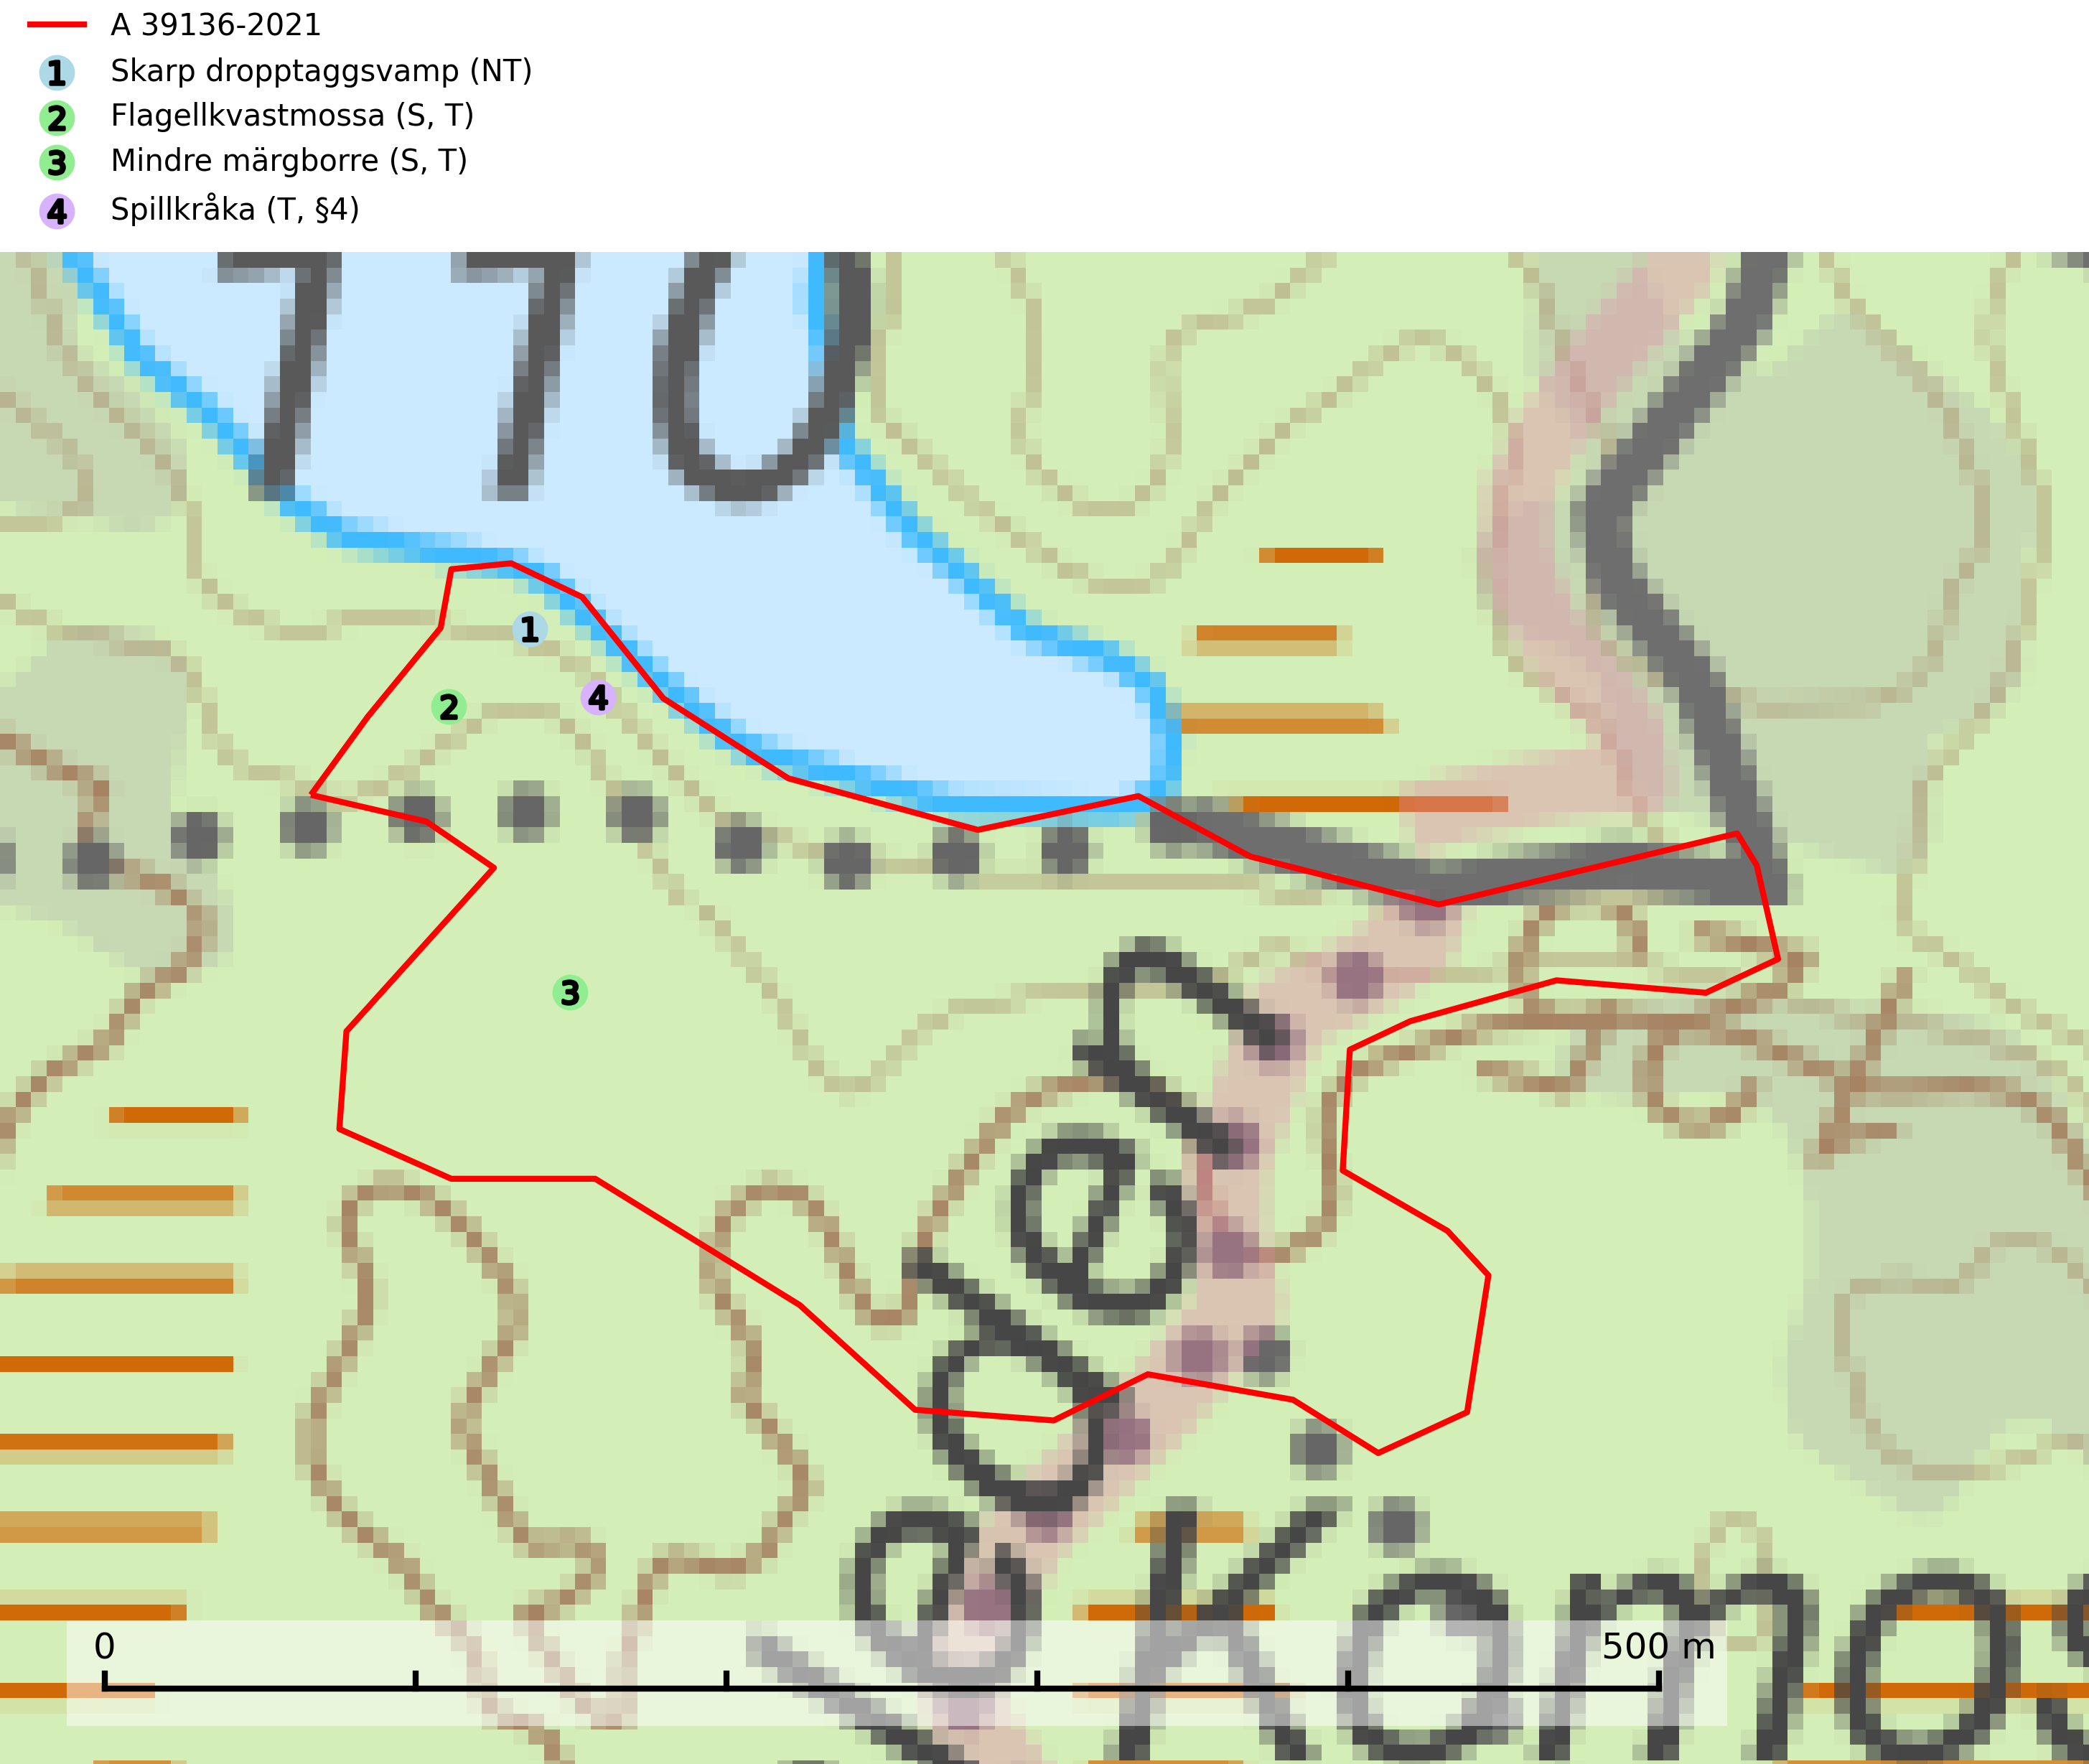 A 39136-2021
1 Skarp dropptaggsvamp (NT)
2 Flagellkvastmossa (S, T)
3 Mindre märgborre (S, T)
4 Spillkråka (T, §4)
770
1
4
2
3
0 500 m